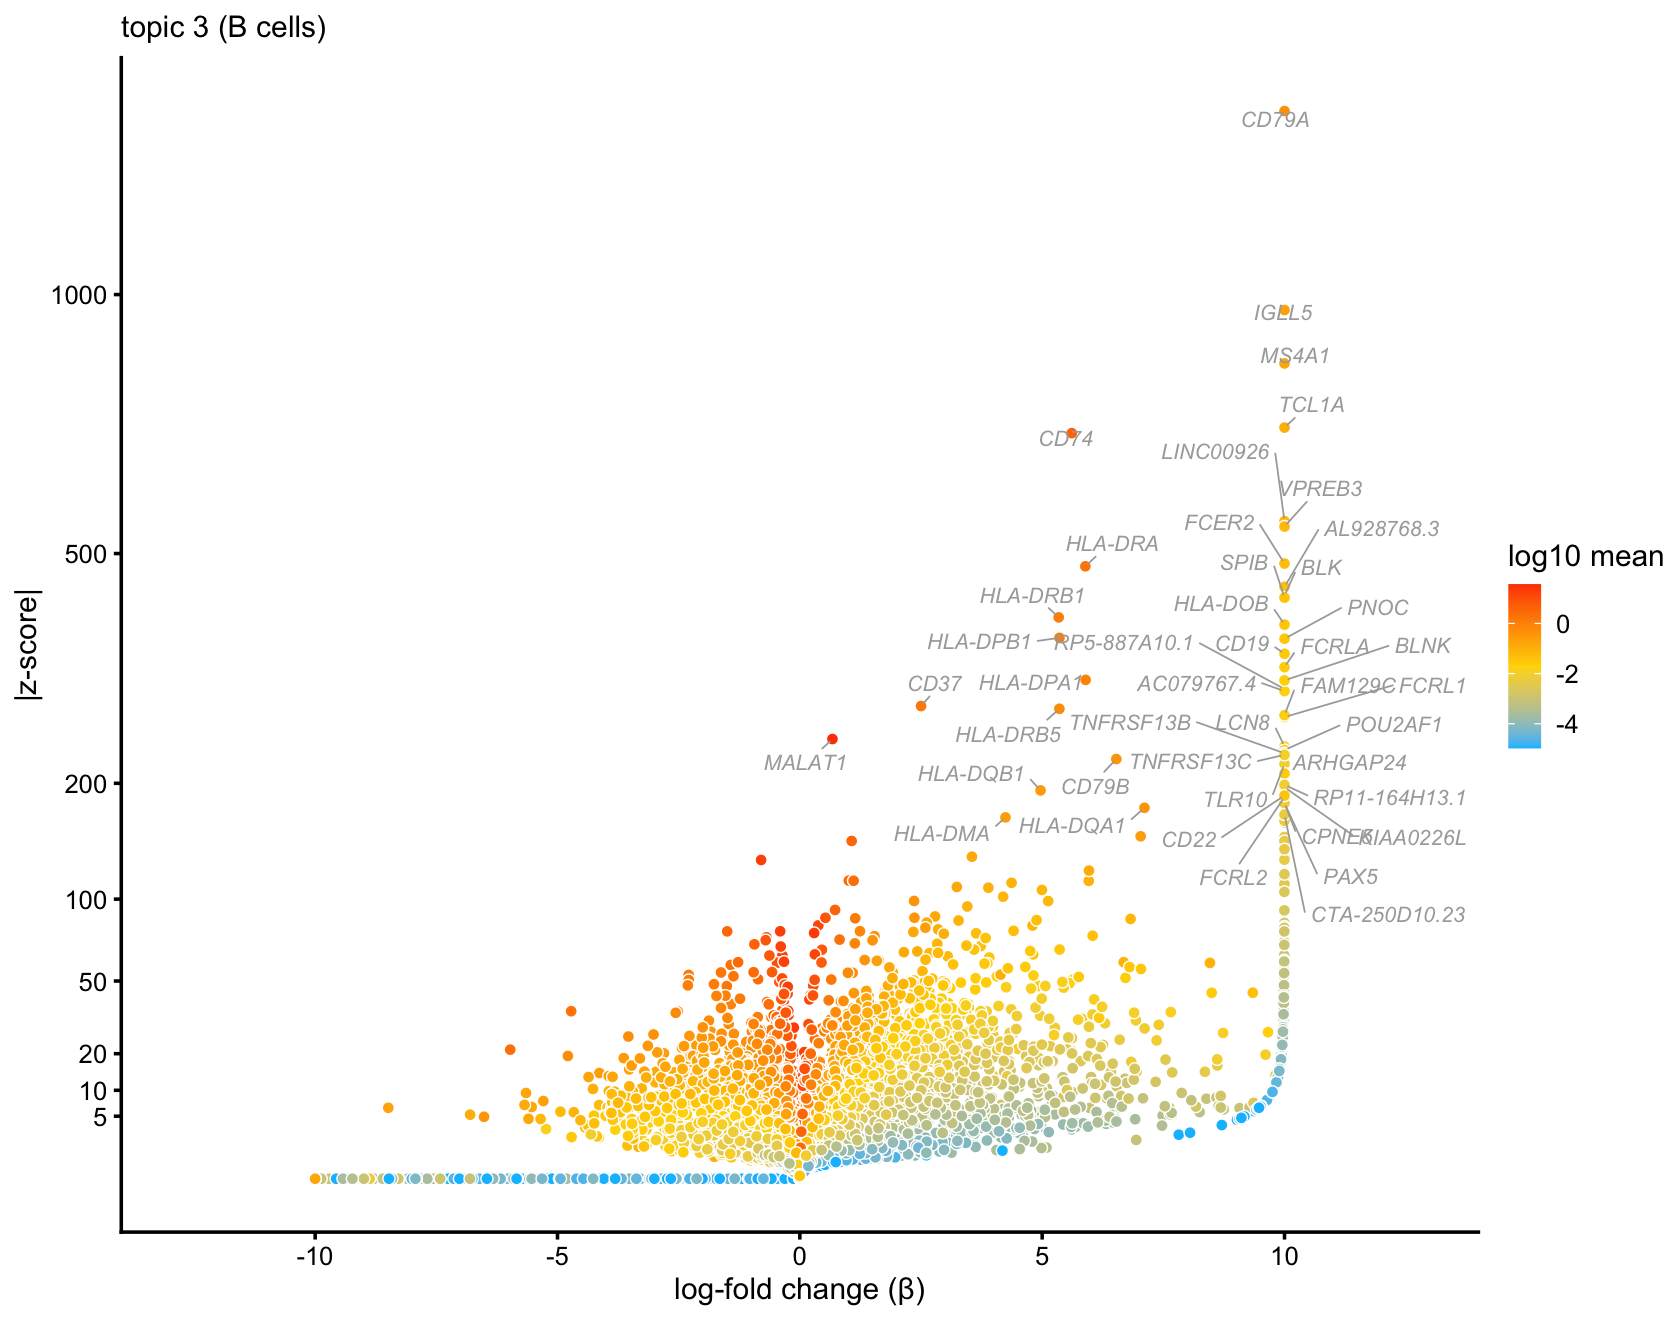 topic 3 (B cells)
CD79A
1000
IGLL5
MS4A1
TCL1A
CD74
LINC00926
VPREB3
FCER2
AL928768.3
HLA-DRA
500
SPIB
BLK
log10 mean
HLA-DRB1
HLA-DOB
PNOC
0
HLA-DPB1
RP5-887A10.1
CD19
FCRLA
BLNK
|z-score|
-2
CD37
HLA-DPA1
AC079767.4
FAM129C
FCRL1
TNFRSF13B
LCN8
POU2AF1
-4
HLA-DRB5
MALAT1
TNFRSF13C
ARHGAP24
HLA-DQB1
200
CD79B
TLR10
RP11-164H13.1
HLA-DMA
HLA-DQA1
CD22
CPNE5
KIAA0226L
FCRL2
PAX5
100
CTA-250D10.23
50
20
10
5
-10
-5
0
5
10
log-fold change (β)